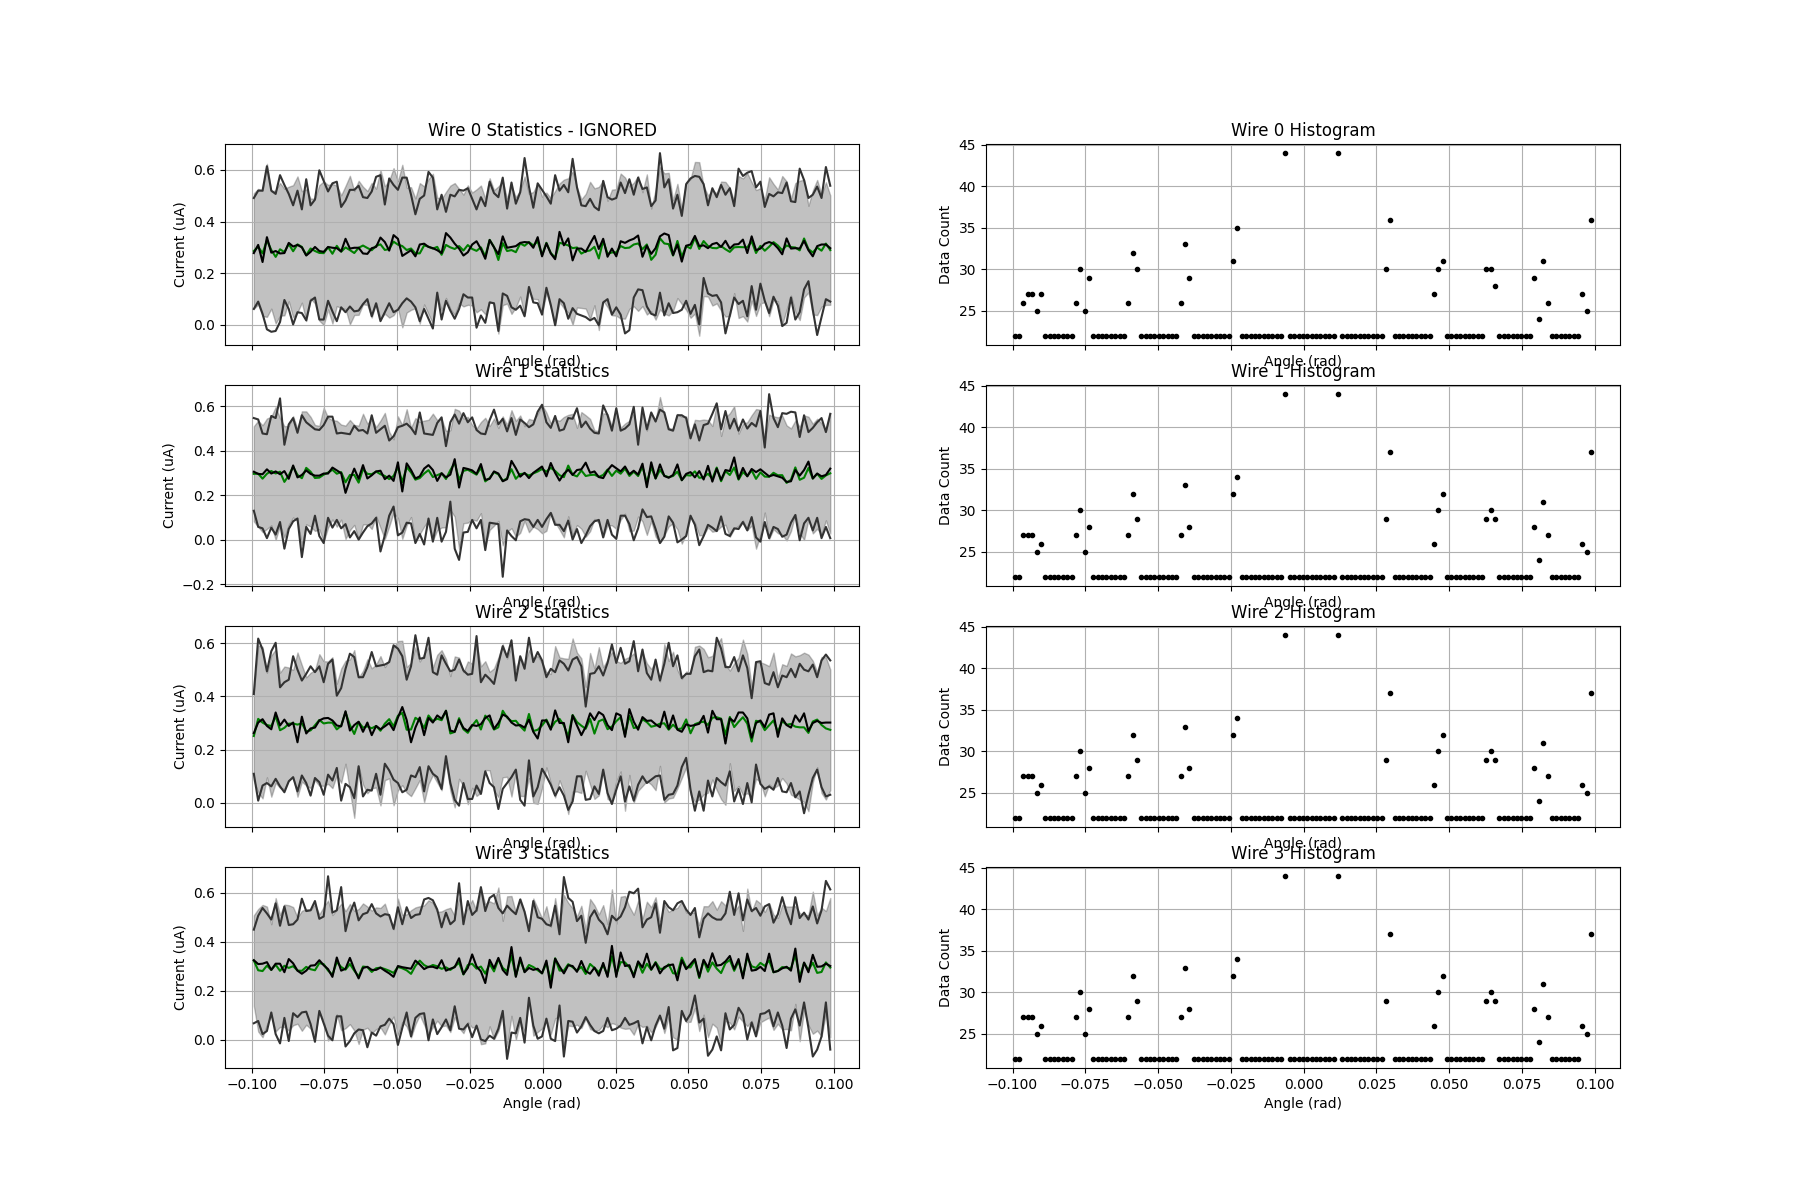 Wire 0 Statistics - IGNORED
Current (uA)
0.6
0.4
0.2
0.0
Angle (rad)
Wire 0 Histogram
Data Count
45
40
35
30
25
Angle (rad)
Wire 1 Statistics
Current (uA)
0.6
0.4
0.2
0.0
−0.2
Angle (rad)
Wire 1 Histogram
Data Count
45
40
35
30
25
Angle (rad)
Wire 2 Statistics
Current (uA)
0.6
0.4
0.2
0.0
Angle (rad)
Wire 2 Histogram
Data Count
45
40
35
30
25
Angle (rad)
Wire 3 Statistics
Current (uA)
0.6
0.4
0.2
0.0
−0.100 −0.075 −0.050 −0.025 0.000 0.025 0.050 0.075 0.100
Angle (rad)
Wire 3 Histogram
Data Count
45
40
35
30
25
−0.100 −0.075 −0.050 −0.025 0.000 0.025 0.050 0.075 0.100
Angle (rad)